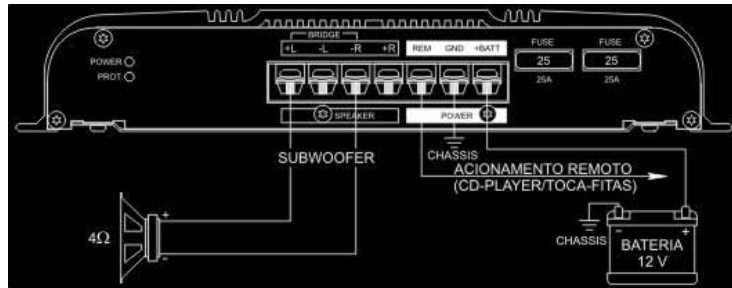 BRIDGE
+L -L -R +R REM GND +BATT
FUSE FUSE
POWER
PROT.
25 25
25A 25A
SPEAKER POWER
SUBWOOFER
CHASSIS
ACIONAMENTO REMOTO
(CD-PLAYER/TOCA-FITAS)
+
4Ω
-
CHASSIS
- +
BATERIA
12 V